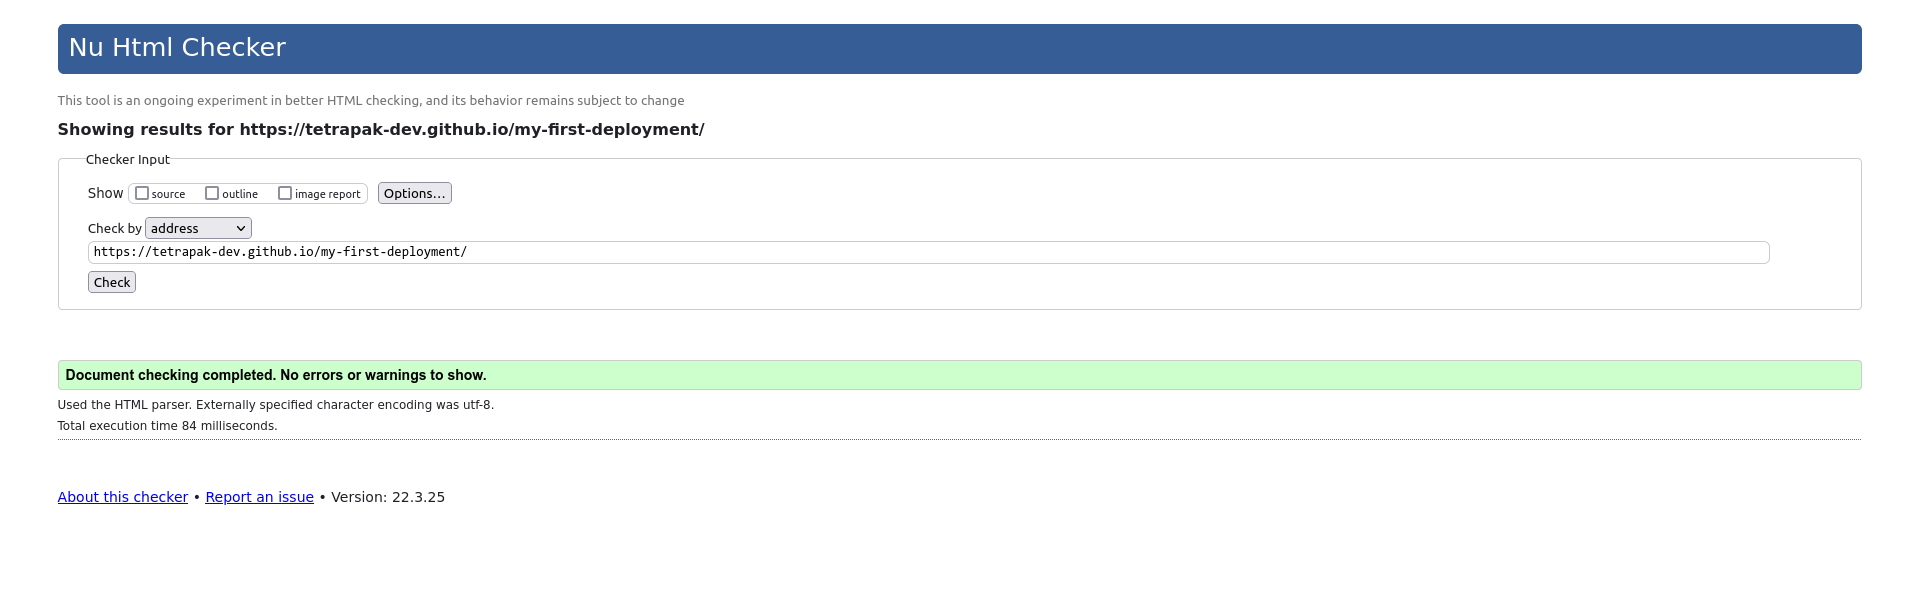 Nu Html Checker
This tool is an ongoing experiment in better HTML checking, and its behavior remains subject to change
Showing results for https://tetrapak-dev.github.io/my-first-deployment/
Checker Input
Show source outline image report Options...
Check by address
https://tetrapak-dev.github.io/my-first-deployment/
Check
Document checking completed. No errors or warnings to show.
Used the HTML parser. Externally specified character encoding was utf-8.
Total execution time 84 milliseconds.
About this checker • Report an issue • Version: 22.3.25